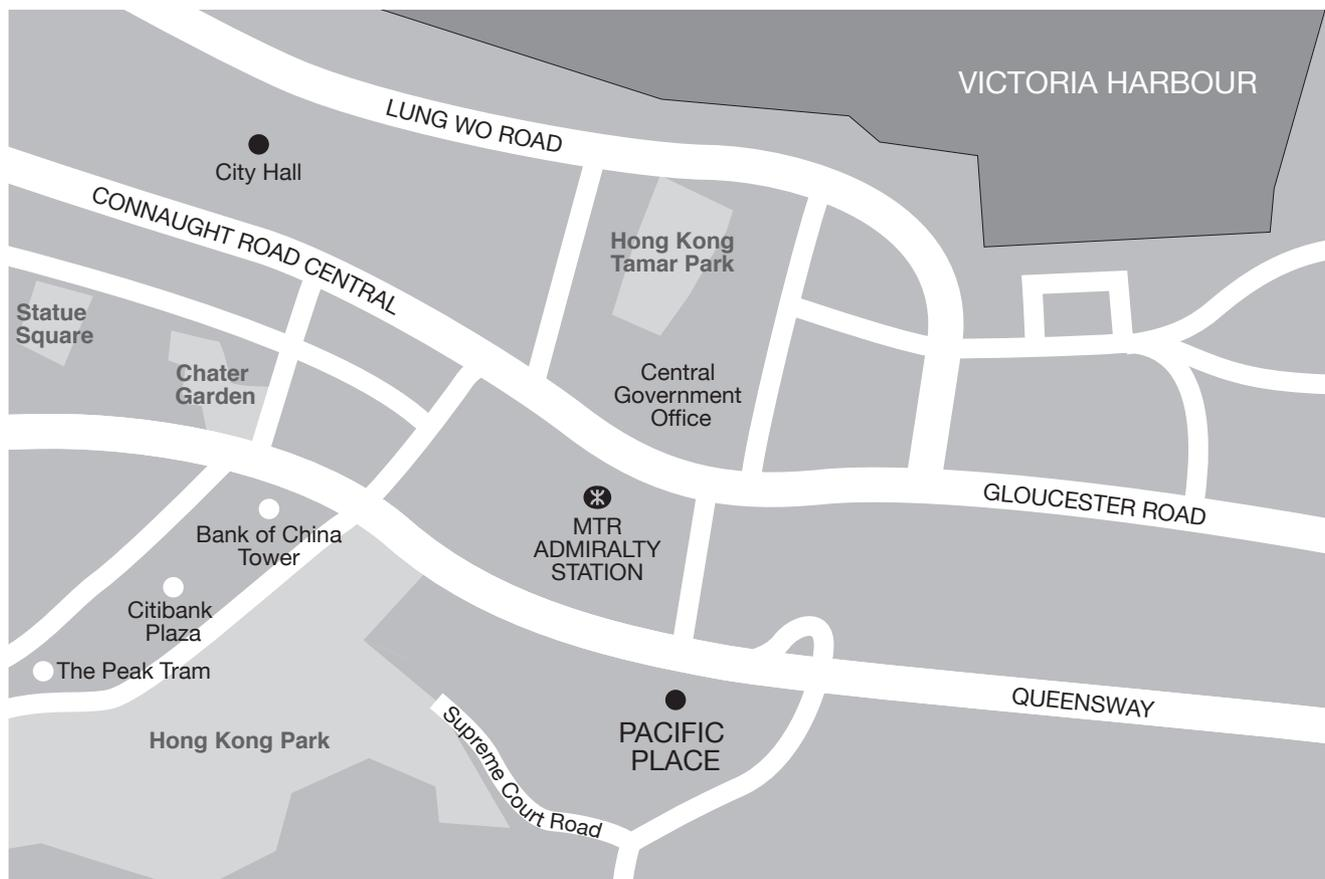 VICTORIA HARBOUR
LUNG WO ROAD
City Hall
CONNAUGHT ROAD CENTRAL
Hong Kong
Tamar Park
Statue
Square
Chater
Garden
Central
Government
Office
GLOUCESTER ROAD
MTR
ADMIRALTY
STATION
Bank of China
Tower
Citibank
Plaza
The Peak Tram
QUEENSWAY
PACIFIC
PLACE
Hong Kong Park
Supreme Court Road